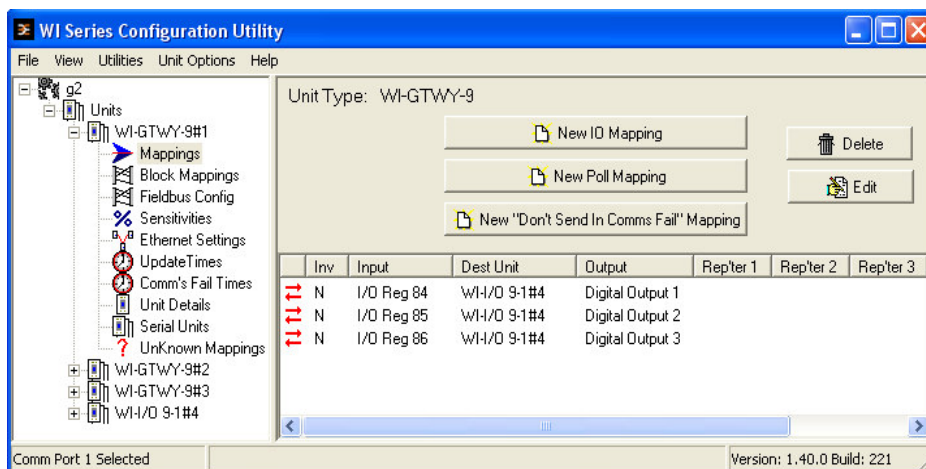 WI Series Configuration Utility
File View Utilities Unit Options Help
g2
Units
WI-GTWY-9#1
Mappings
Block Mappings
Fieldbus Config
Sensitivities
Ethernet Settings
UpdateTimes
Comm's Fail Times
Unit Details
Serial Units
UnKnown Mappings
WI-GTWY-9#2
WI-GTWY-9#3
WI-I/O 9-1#4
Unit Type: WI-GTWY-9
New IO Mapping
New Poll Mapping
New "Don't Send In Comms Fail" Mapping
Delete
Edit
Inv Input Dest Unit Output Rep'ter 1 Rep'ter 2 Rep'ter 3
N I/O Reg 84 WI-I/O 9-1#4 Digital Output 1
N I/O Reg 85 WI-I/O 9-1#4 Digital Output 2
N I/O Reg 86 WI-I/O 9-1#4 Digital Output 3
Comm Port 1 Selected
Version: 1.40.0 Build: 221